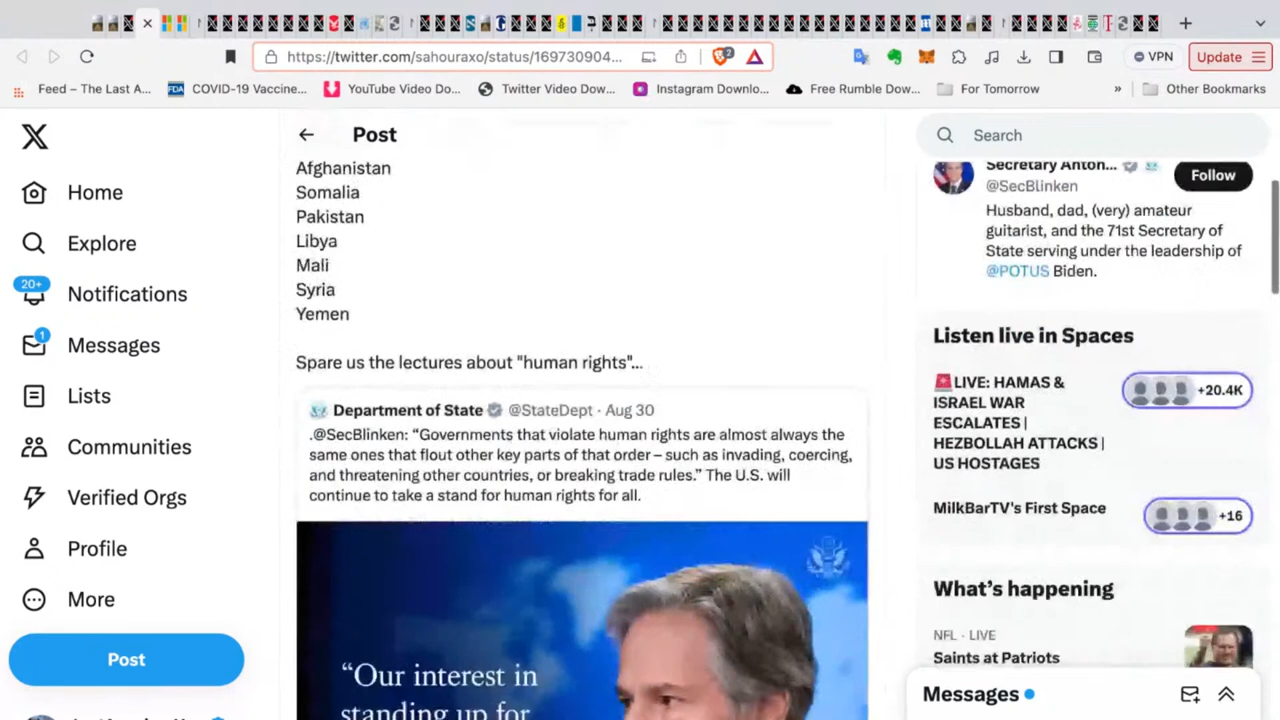 https://twitter.com/sahouraxo/status/169730904...
2
VPN
Update
Feed – The Last A...
FDA
COVID-19 Vaccine...
YouTube Video Do...
Twitter Video Dow...
Instagram Downlo...
Free Rumble Dow...
For Tomorrow
»
Other Bookmarks
X
Home
Explore
20+
Notifications
1
Messages
Lists
Communities
Verified Orgs
Profile
More
Post
Post
Afghanistan
Somalia
Pakistan
Libya
Mali
Syria
Yemen
Spare us the lectures about "human rights"...
Department of State @StateDept · Aug 30
.@SecBlinken: “Governments that violate human rights are almost always the
same ones that flout other key parts of that order – such as invading, coercing,
and threatening other countries, or breaking trade rules.” The U.S. will
continue to take a stand for human rights for all.
“Our interest in
standing up for
Search
Secretary Anton...
@SecBlinken
Follow
Husband, dad, (very) amateur
guitarist, and the 71st Secretary of
State serving under the leadership of
@POTUS Biden.
Listen live in Spaces
LIVE: HAMAS &
ISRAEL WAR
ESCALATES |
HEZBOLLAH ATTACKS |
US HOSTAGES
+20.4K
MilkBarTV's First Space
+16
What’s happening
NFL · LIVE
Saints at Patriots
Messages